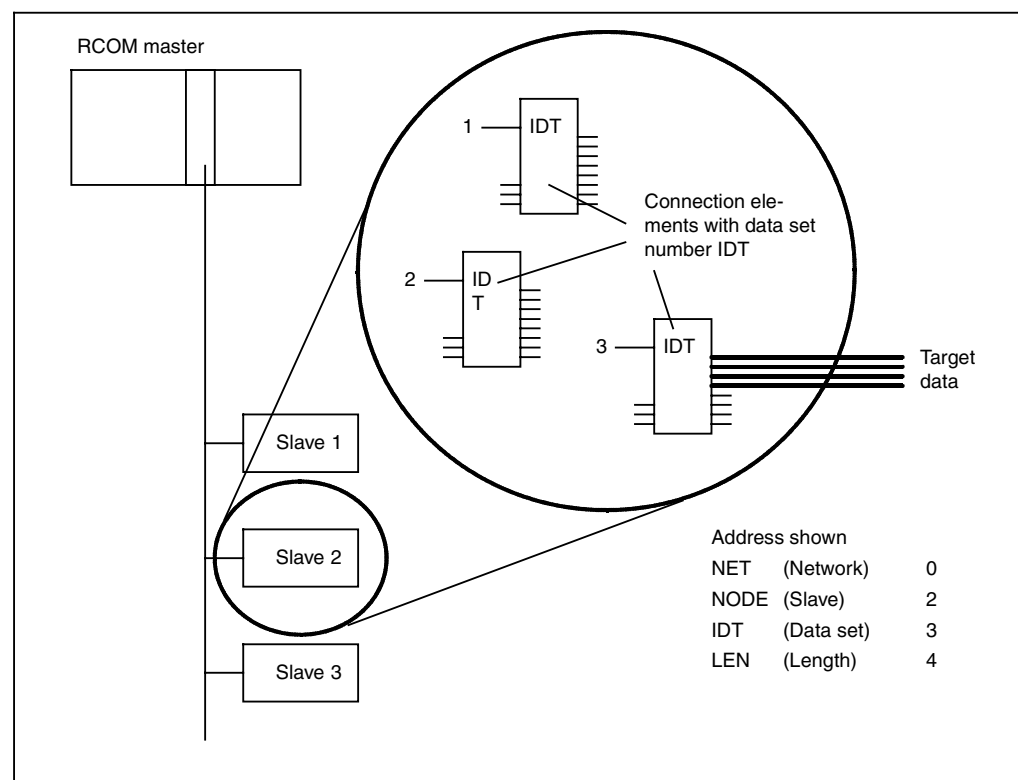 RCOM master
1
IDT
Connection ele-
ments with data set
number IDT
2
ID
T
3
IDT
Target
data
Slave 1
Slave 2
Slave 3
Address shown
NET (Network) 0
NODE (Slave) 2
IDT (Data set) 3
LEN (Length) 4